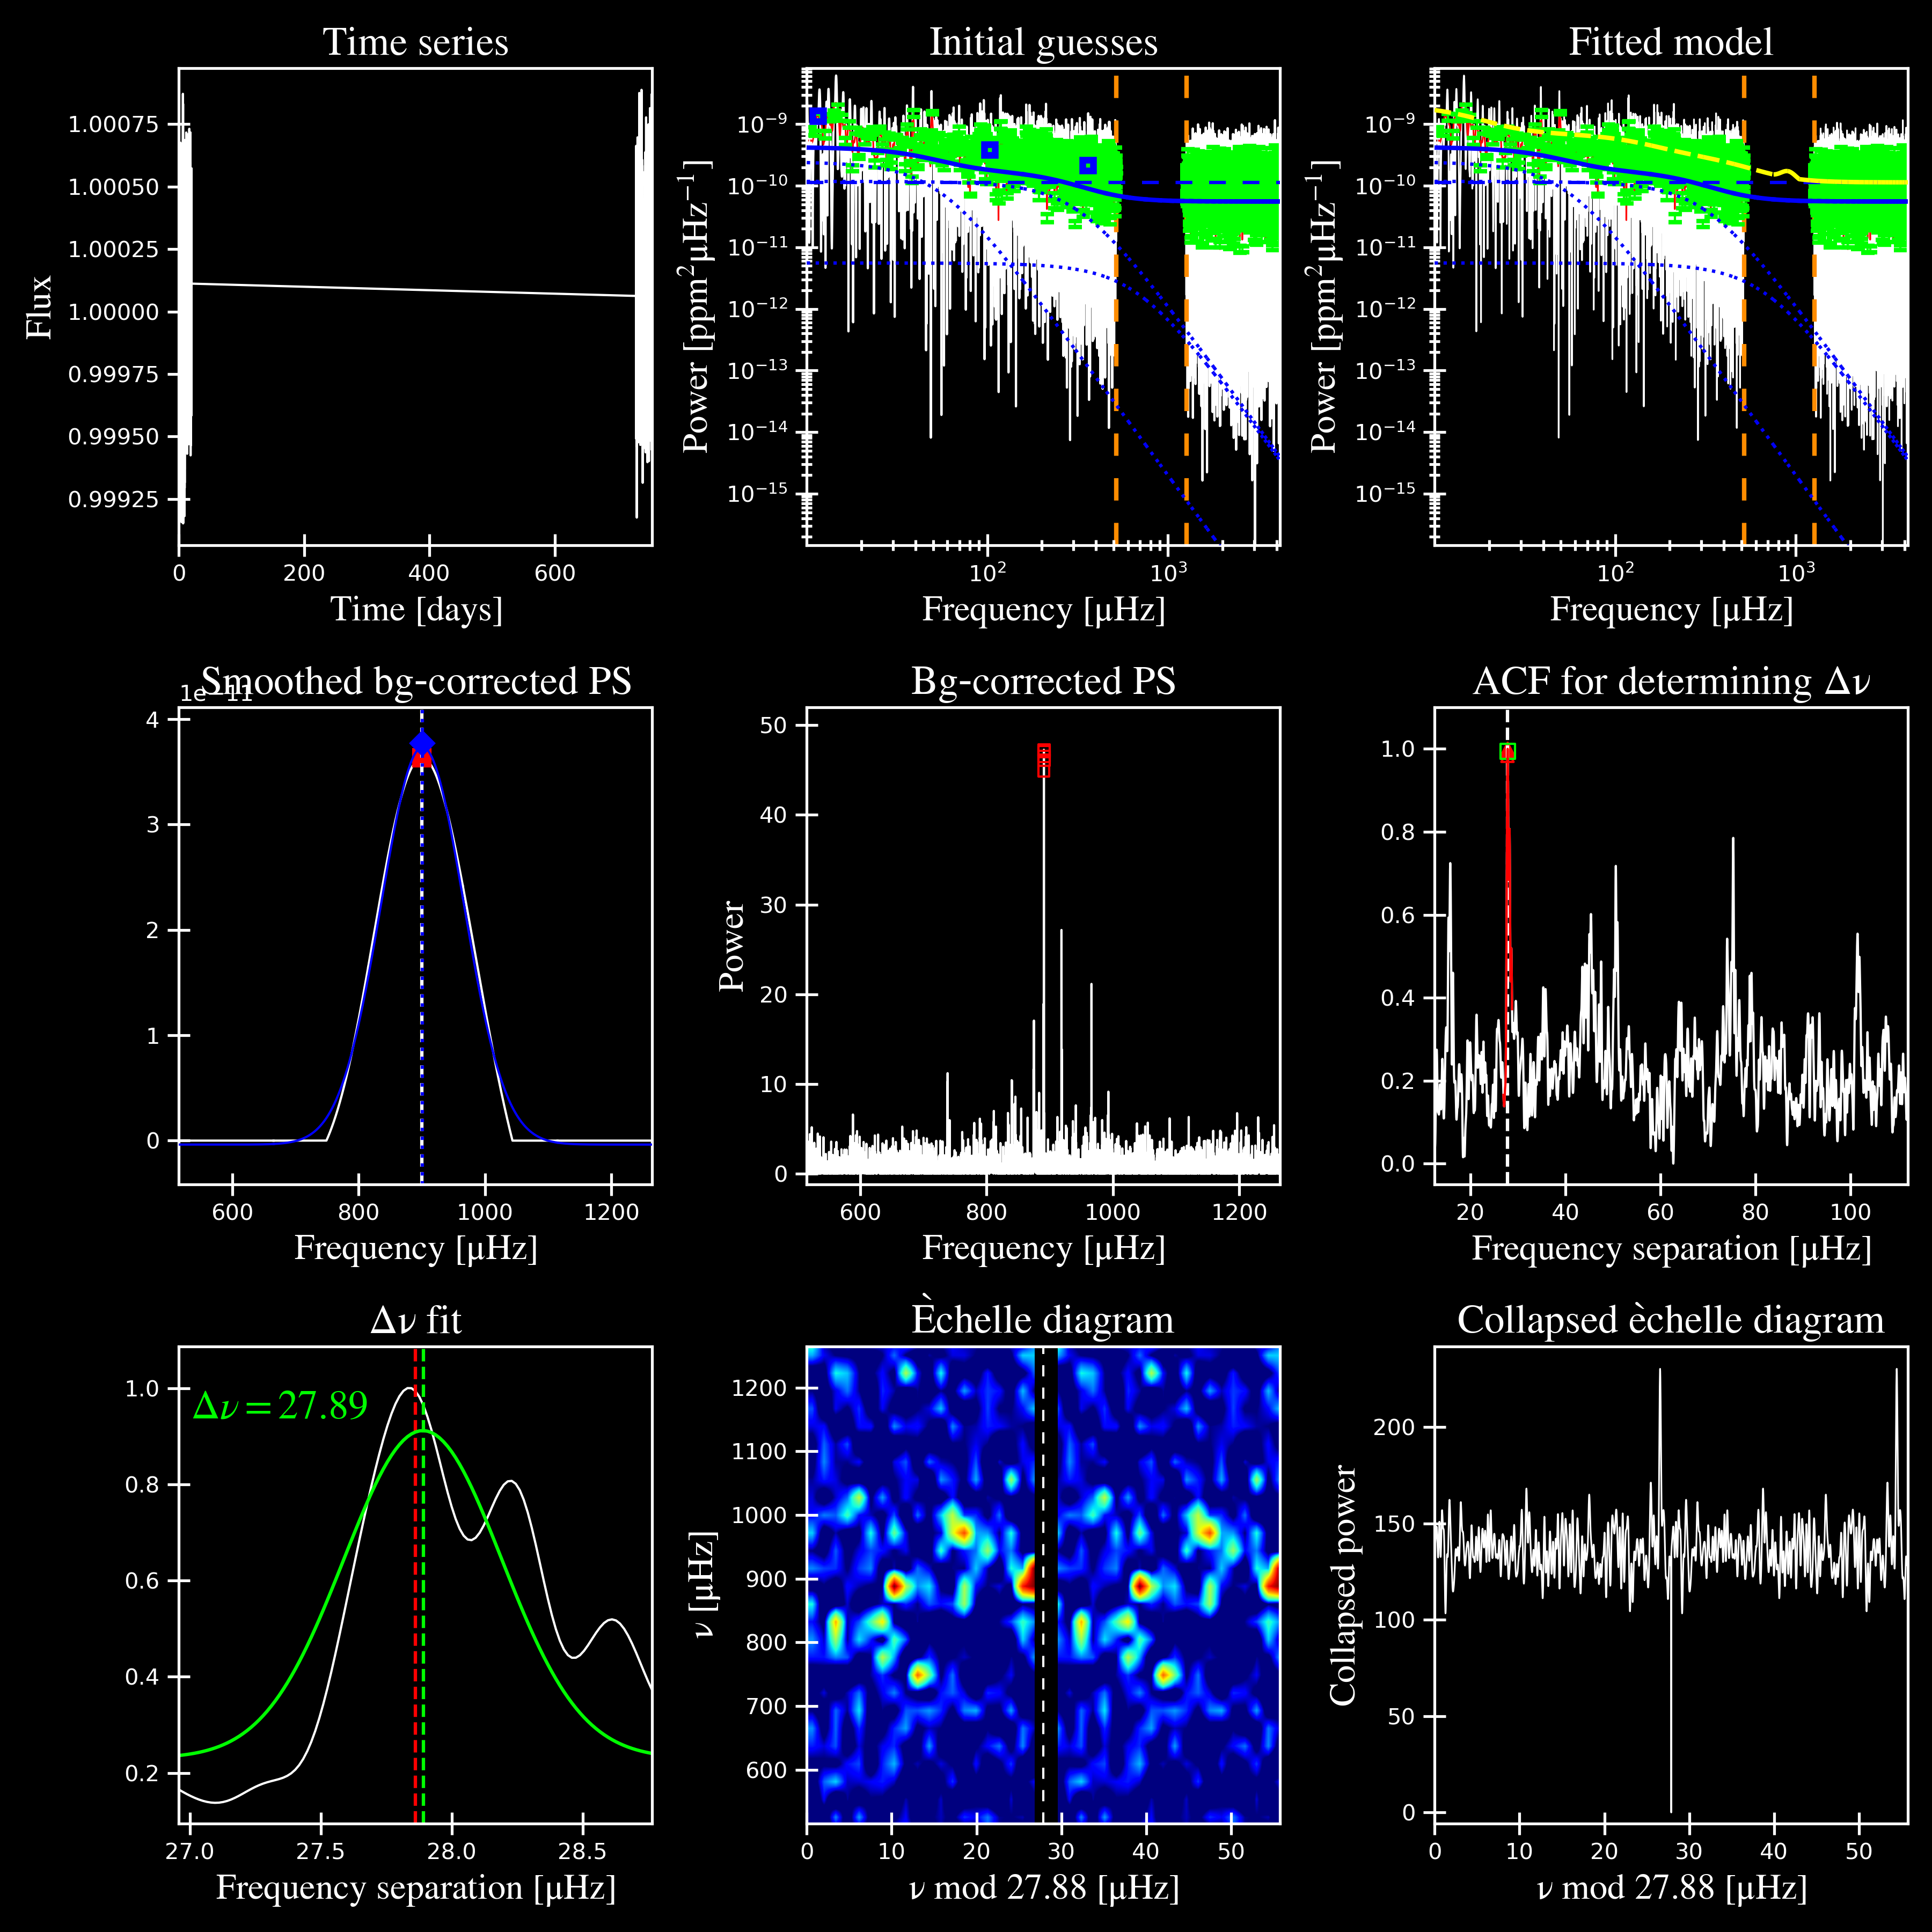 Time series
Flux
1.00075
1.00050
1.00025
1.00000
0.99975
0.99950
0.99925
0 200 400 600
Time [days]
Initial guesses
Power [ppm² μHz⁻¹]
10⁻⁹
10⁻¹⁰
10⁻¹¹
10⁻¹²
10⁻¹³
10⁻¹⁴
10⁻¹⁵
10² 10³
Frequency [μHz]
Fitted model
Power [ppm² μHz⁻¹]
10⁻⁹
10⁻¹⁰
10⁻¹¹
10⁻¹²
10⁻¹³
10⁻¹⁴
10⁻¹⁵
10² 10³
Frequency [μHz]
Smoothed bg-corrected PS
1e−11
4
3
2
1
0
600 800 1000 1200
Frequency [μHz]
Bg-corrected PS
Power
50
40
30
20
10
0
600 800 1000 1200
Frequency [μHz]
ACF for determining Δν
1.0
0.8
0.6
0.4
0.2
0.0
20 40 60 80 100
Frequency separation [μHz]
Δν fit
Δν = 27.89
1.0
0.8
0.6
0.4
0.2
27.0 27.5 28.0 28.5
Frequency separation [μHz]
Èchelle diagram
ν [μHz]
1200
1100
1000
900
800
700
600
0 10 20 30 40 50
ν mod 27.88 [μHz]
Collapsed èchelle diagram
Collapsed power
200
150
100
50
0
0 10 20 30 40 50
ν mod 27.88 [μHz]